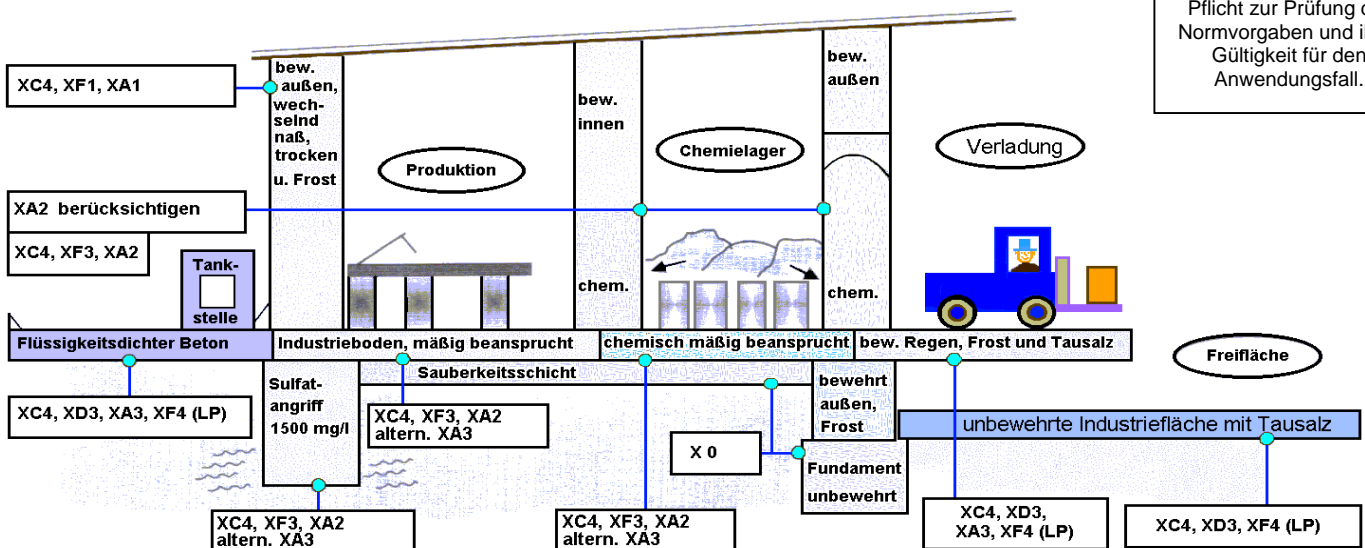 Pflicht zur Prüfung
Normvorgaben und
Gültigkeit für den
Anwendungsfall.
XC4, XF1, XA1
bew.
außen,
wech-
selnd
naß,
trocken
u. Frost
bew.
innen
bew.
außen
Produktion
Chemielager
Verladung
XA2 berücksichtigen
XC4, XF3, XA2
Tank-
stelle
chem.
chem.
Flüssigkeitsdichter Beton
Industrieboden, mäßig beansprucht
chemisch mäßig beansprucht
bew. Regen, Frost und Tausalz
Freifläche
Sauberkeitsschicht
Sulfat-
angriff
1500 mg/l
bewehrt
außen,
Frost
XC4, XD3, XA3, XF4 (LP)
XC4, XF3, XA2
altern. XA3
unbewehrte Industriefläche mit Tausalz
X 0
Fundament
unbewehrt
XC4, XF3, XA2
altern. XA3
XC4, XF3, XA2
altern. XA3
XC4, XD3,
XA3, XF4 (LP)
XC4, XD3, XF4 (LP)